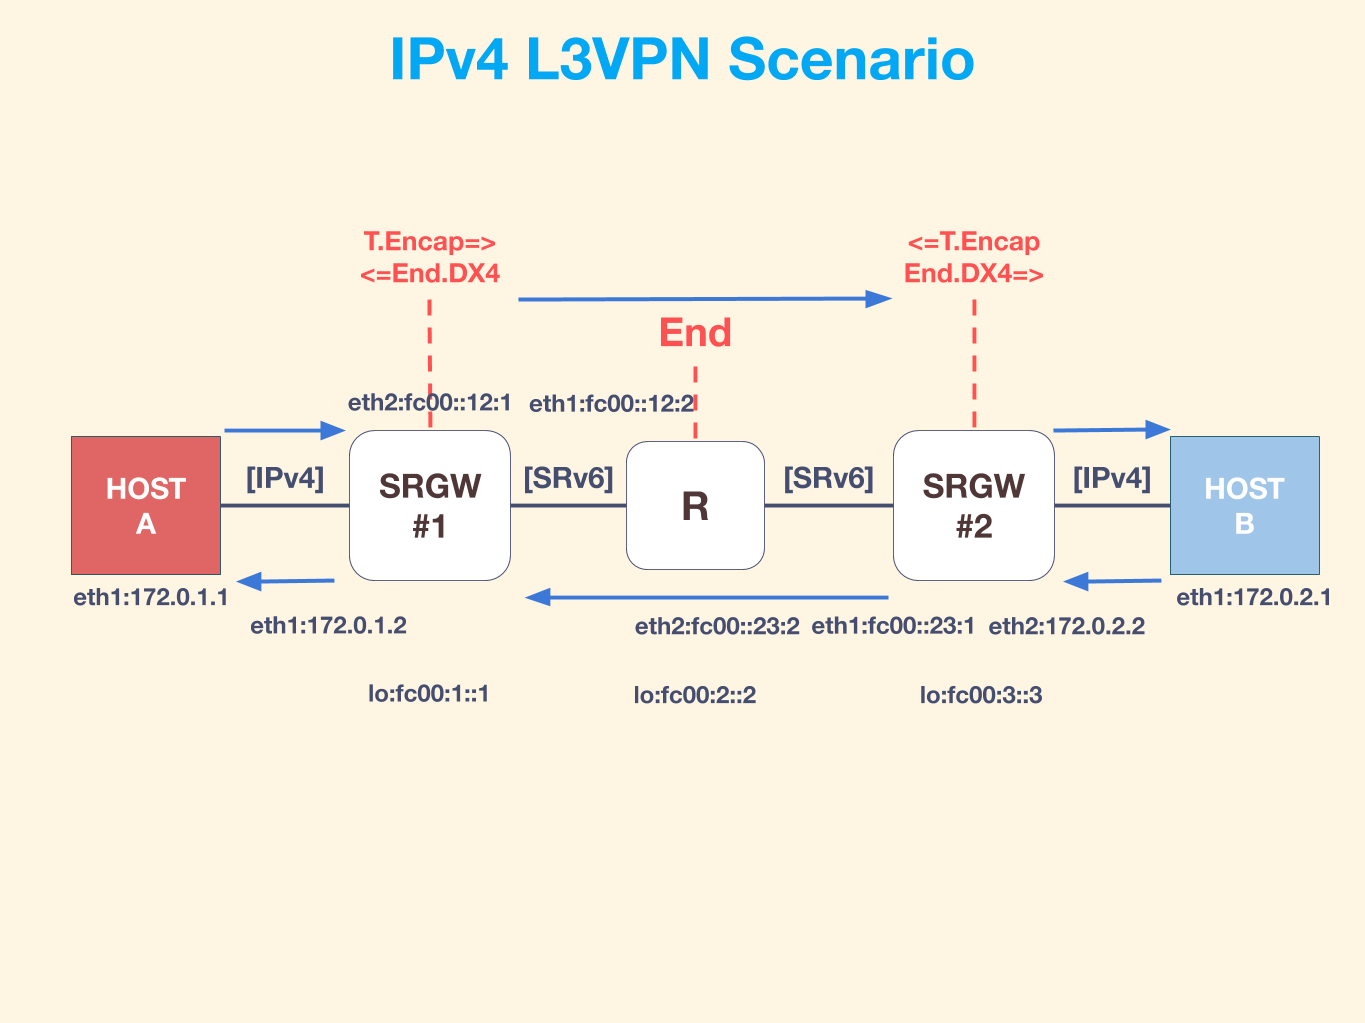 IPv4 L3VPN Scenario
T.Encap=>
<=End.DX4
<=T.Encap
End.DX4=>
End
eth2:fc00::12:1
eth1:fc00::12:2
HOST
A
[IPv4]
SRGW
#1
[SRv6]
R
[SRv6]
SRGW
#2
[IPv4]
HOST
B
eth1:172.0.1.1
eth1:172.0.2.1
eth1:172.0.1.2
eth2:fc00::23:2
eth1:fc00::23:1
eth2:172.0.2.2
lo:fc00:1::1
lo:fc00:2::2
lo:fc00:3::3